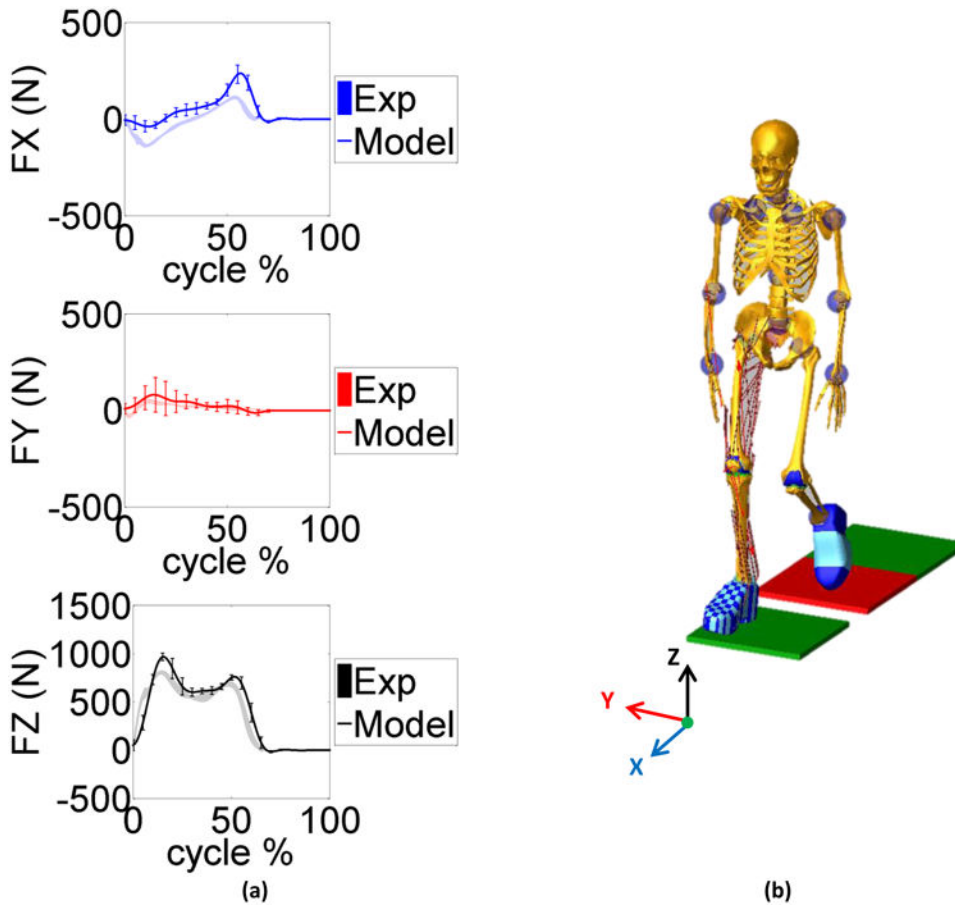 500
0
-500
FX (N)
0 50 100
cycle %
Exp
Model
500
0
-500
FY (N)
0 50 100
cycle %
Exp
Model
1500
1000
500
0
-500
FZ (N)
0 50 100
cycle %
Exp
Model
(a)
Z
Y
X
(b)